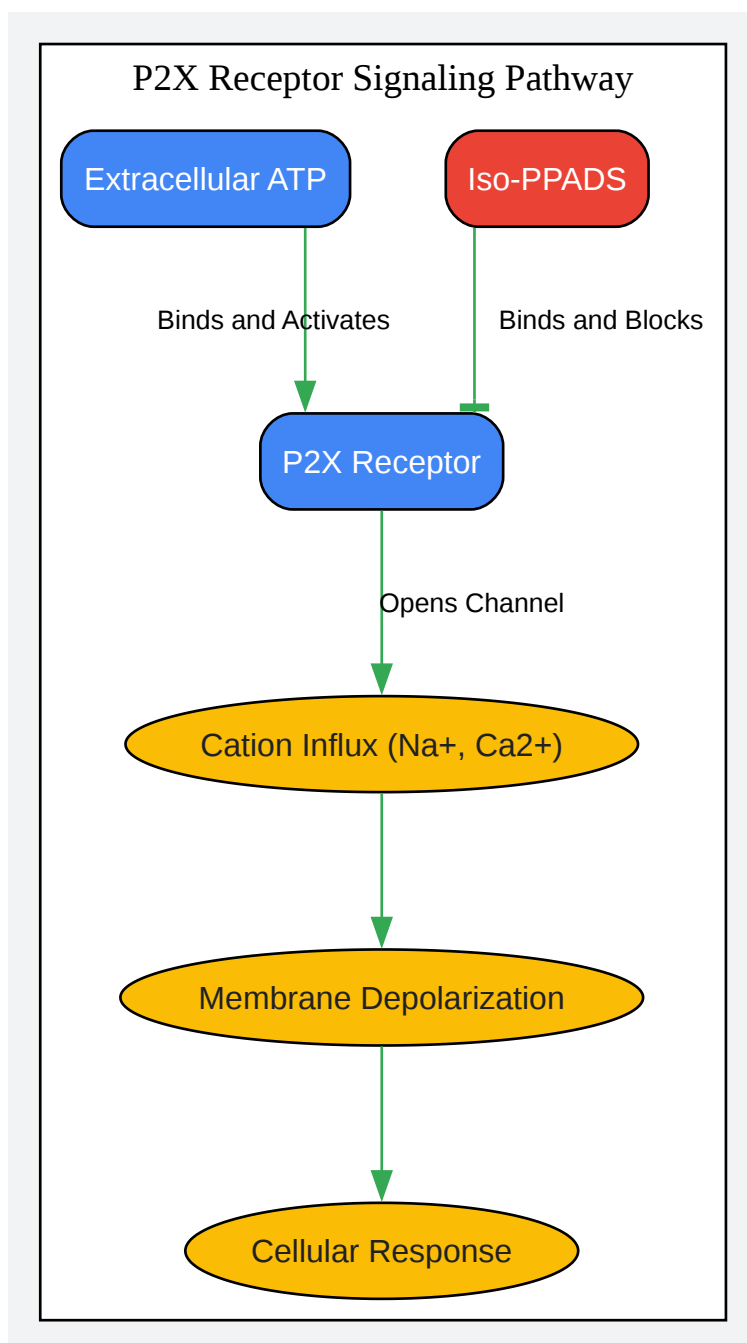 P2X Receptor Signaling Pathway
Extracellular ATP
Iso-PPADS
Binds and Activates
Binds and Blocks
P2X Receptor
Opens Channel
Cation Influx (Na+, Ca2+)
Membrane Depolarization
Cellular Response